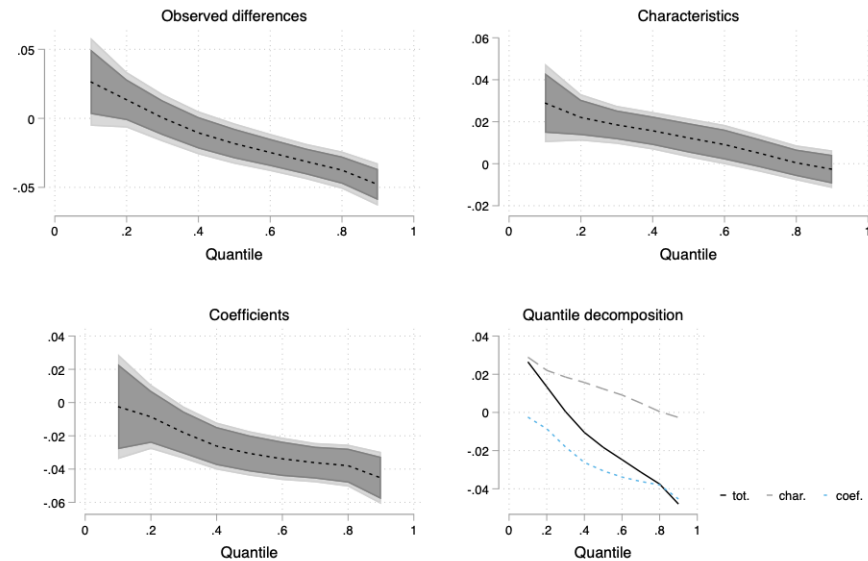 Observed differences
.05
0
-.05
0 .2 .4 .6 .8 1
Quantile
Characteristics
.06
.04
.02
0
-.02
0 .2 .4 .6 .8 1
Quantile
Coefficients
.04
.02
0
-.02
-.04
-.06
0 .2 .4 .6 .8 1
Quantile
Quantile decomposition
.04
.02
0
-.02
-.04
0 .2 .4 .6 .8 1
Quantile
tot. char. coef.